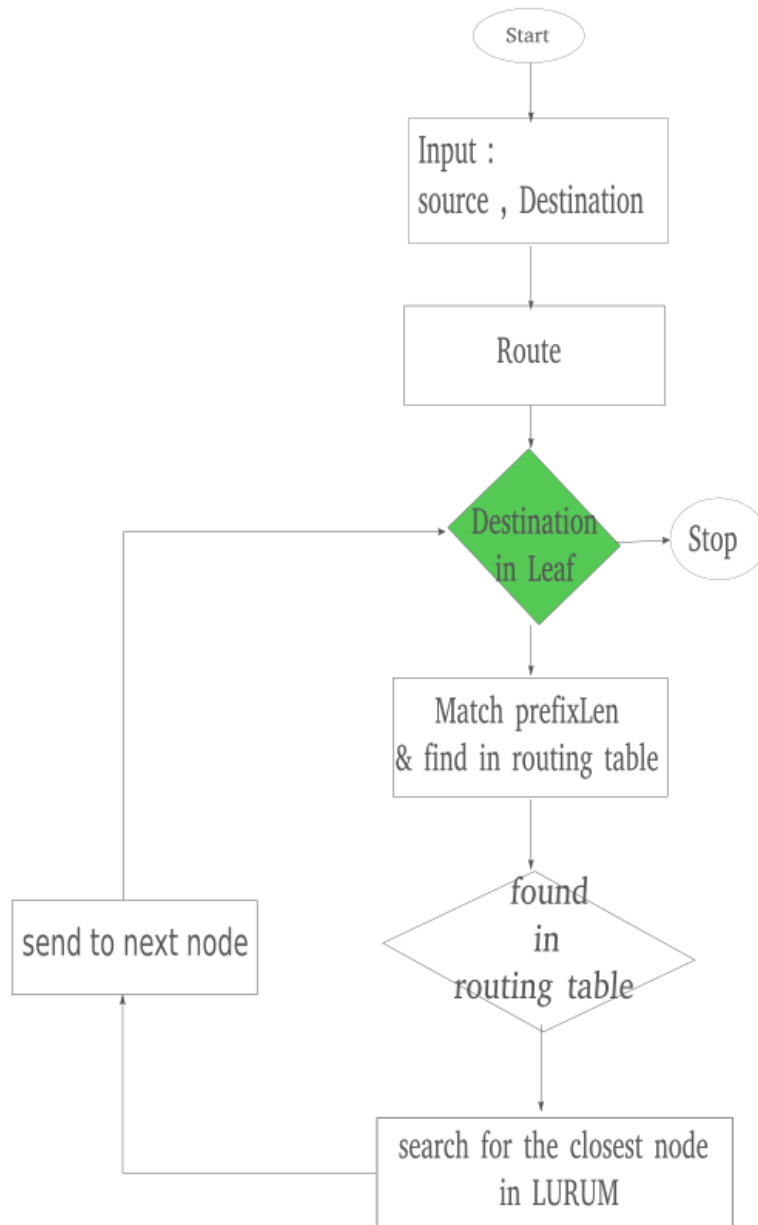 Start
Input :
source , Destination
Route
Destination
in Leaf
Stop
Match prefixLen
& find in routing table
found
in
routing table
send to next node
search for the closest node
in LURUM